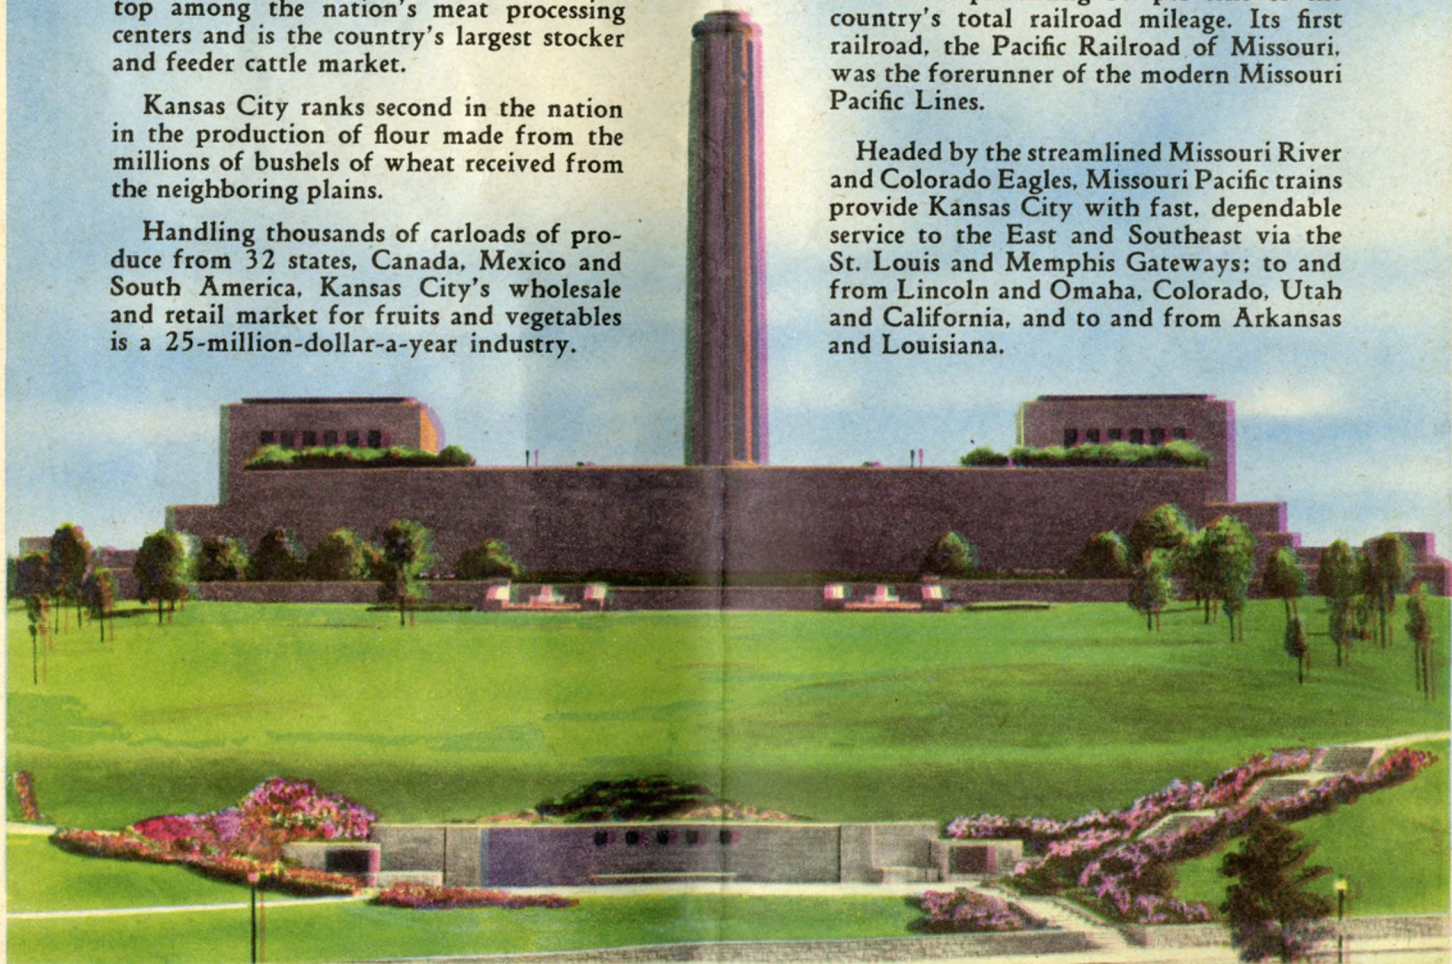 top among the nation's meat processing
centers and is the country's largest stocker
and feeder cattle market.
Kansas City ranks second in the nation
in the production of flour made from the
millions of bushels of wheat received from
the neighboring plains.
Handling thousands of carloads of pro-
duce from 32 states, Canada, Mexico and
South America, Kansas City's wholesale
and retail market for fruits and vegetables
is a 25-million-dollar-a-year industry.
country's total railroad mileage. Its first
railroad, the Pacific Railroad of Missouri,
was the forerunner of the modern Missouri
Pacific Lines.
Headed by the streamlined Missouri River
and Colorado Eagles, Missouri Pacific trains
provide Kansas City with fast, dependable
service to the East and Southeast via the
St. Louis and Memphis Gateways; to and
from Lincoln and Omaha, Colorado, Utah
and California, and to and from Arkansas
and Louisiana.